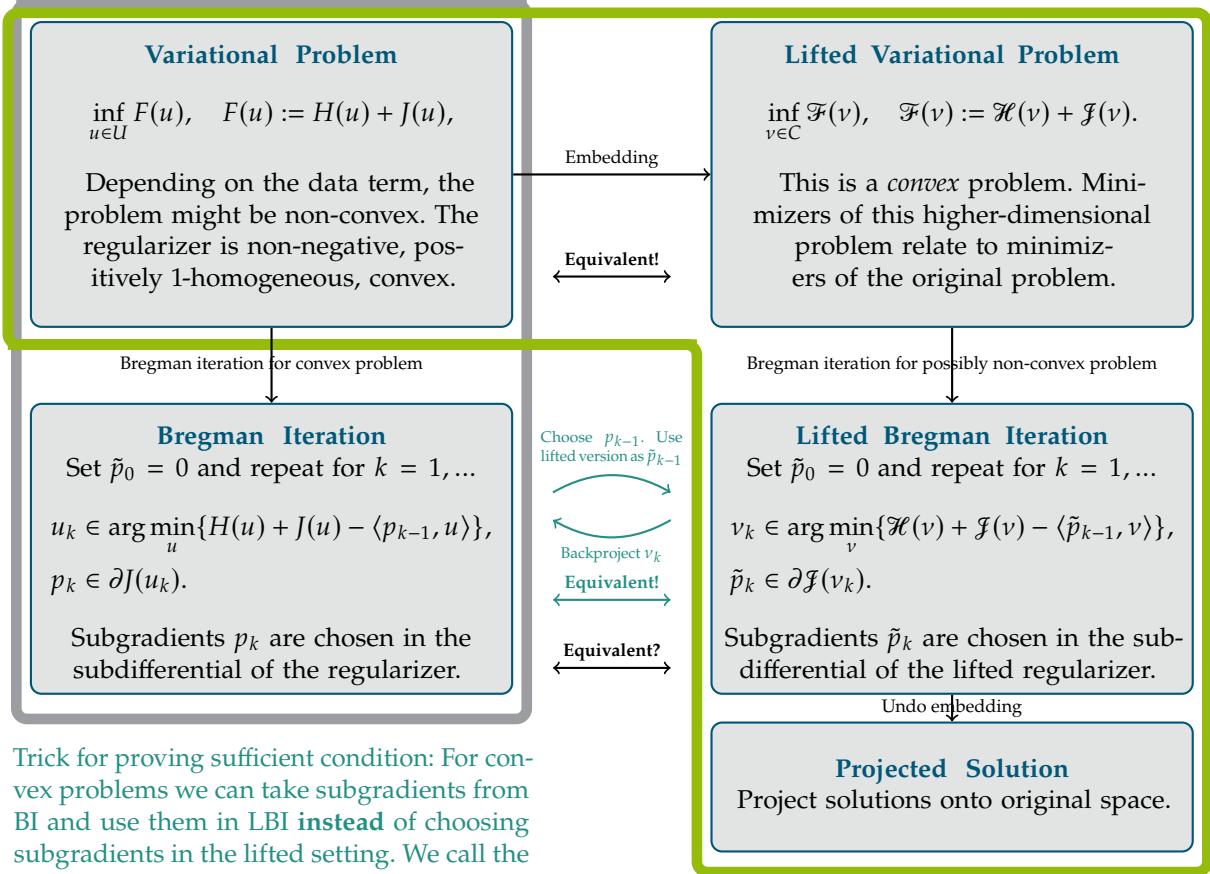 Variational Problem
inf F(u), F(u) := H(u) + J(u),
u∈U
Depending on the data term, the
problem might be non-convex. The
regularizer is non-negative, pos-
itively 1-homogeneous, convex.
Embedding
Equivalent!
Lifted Variational Problem
inf ℱ(ν), ℱ(ν) := ℋ(ν) + 𝒥(ν).
ν∈C
This is a convex problem. Mini-
mizers of this higher-dimensional
problem relate to minimiz-
ers of the original problem.
Bregman iteration for convex problem
Bregman iteration for possibly non-convex problem
Bregman Iteration
Set p̃₀ = 0 and repeat for k = 1, ...
uₖ ∈ arg min{H(u) + J(u) − ⟨pₖ₋₁, u⟩},
u
pₖ ∈ ∂J(uₖ).
Subgradients pₖ are chosen in the
subdifferential of the regularizer.
Choose pₖ₋₁. Use
lifted version as p̃ₖ₋₁
Backproject νₖ
Equivalent!
Equivalent?
Lifted Bregman Iteration
Set p̃₀ = 0 and repeat for k = 1, ...
νₖ ∈ arg min{ℋ(ν) + 𝒥(ν) − ⟨p̃ₖ₋₁, ν⟩},
ν
p̃ₖ ∈ ∂𝒥(νₖ).
Subgradients p̃ₖ are chosen in the sub-
differential of the lifted regularizer.
Undo embedding
Projected Solution
Project solutions onto original space.
Trick for proving sufficient condition: For con-
vex problems we can take subgradients from
BI and use them in LBI instead of choosing
subgradients in the lifted setting. We call the